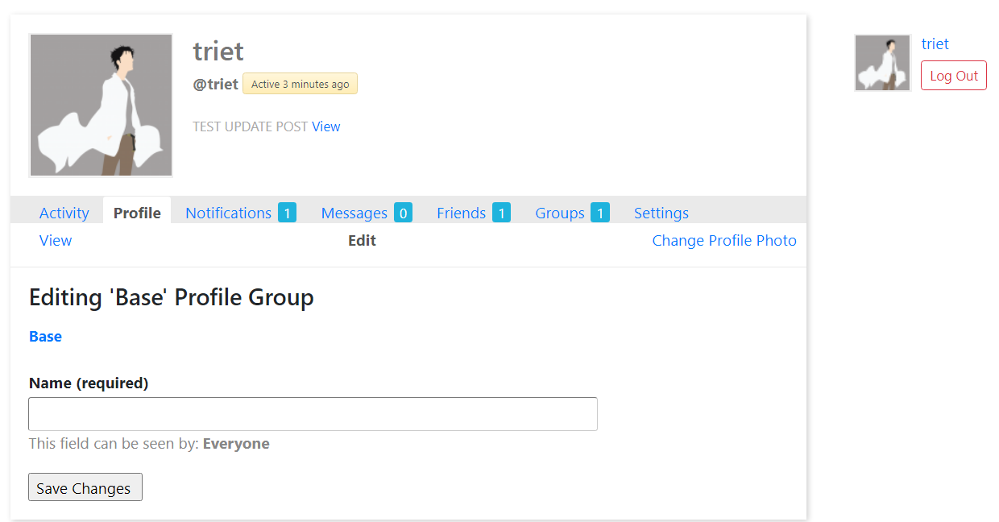 triet
@triet Active 3 minutes ago
TEST UPDATE POST View
triet
Log Out
Activity Profile Notifications 1 Messages 0 Friends 1 Groups 1 Settings
View Edit Change Profile Photo
Editing 'Base' Profile Group
Base
Name (required)
This field can be seen by: Everyone
Save Changes